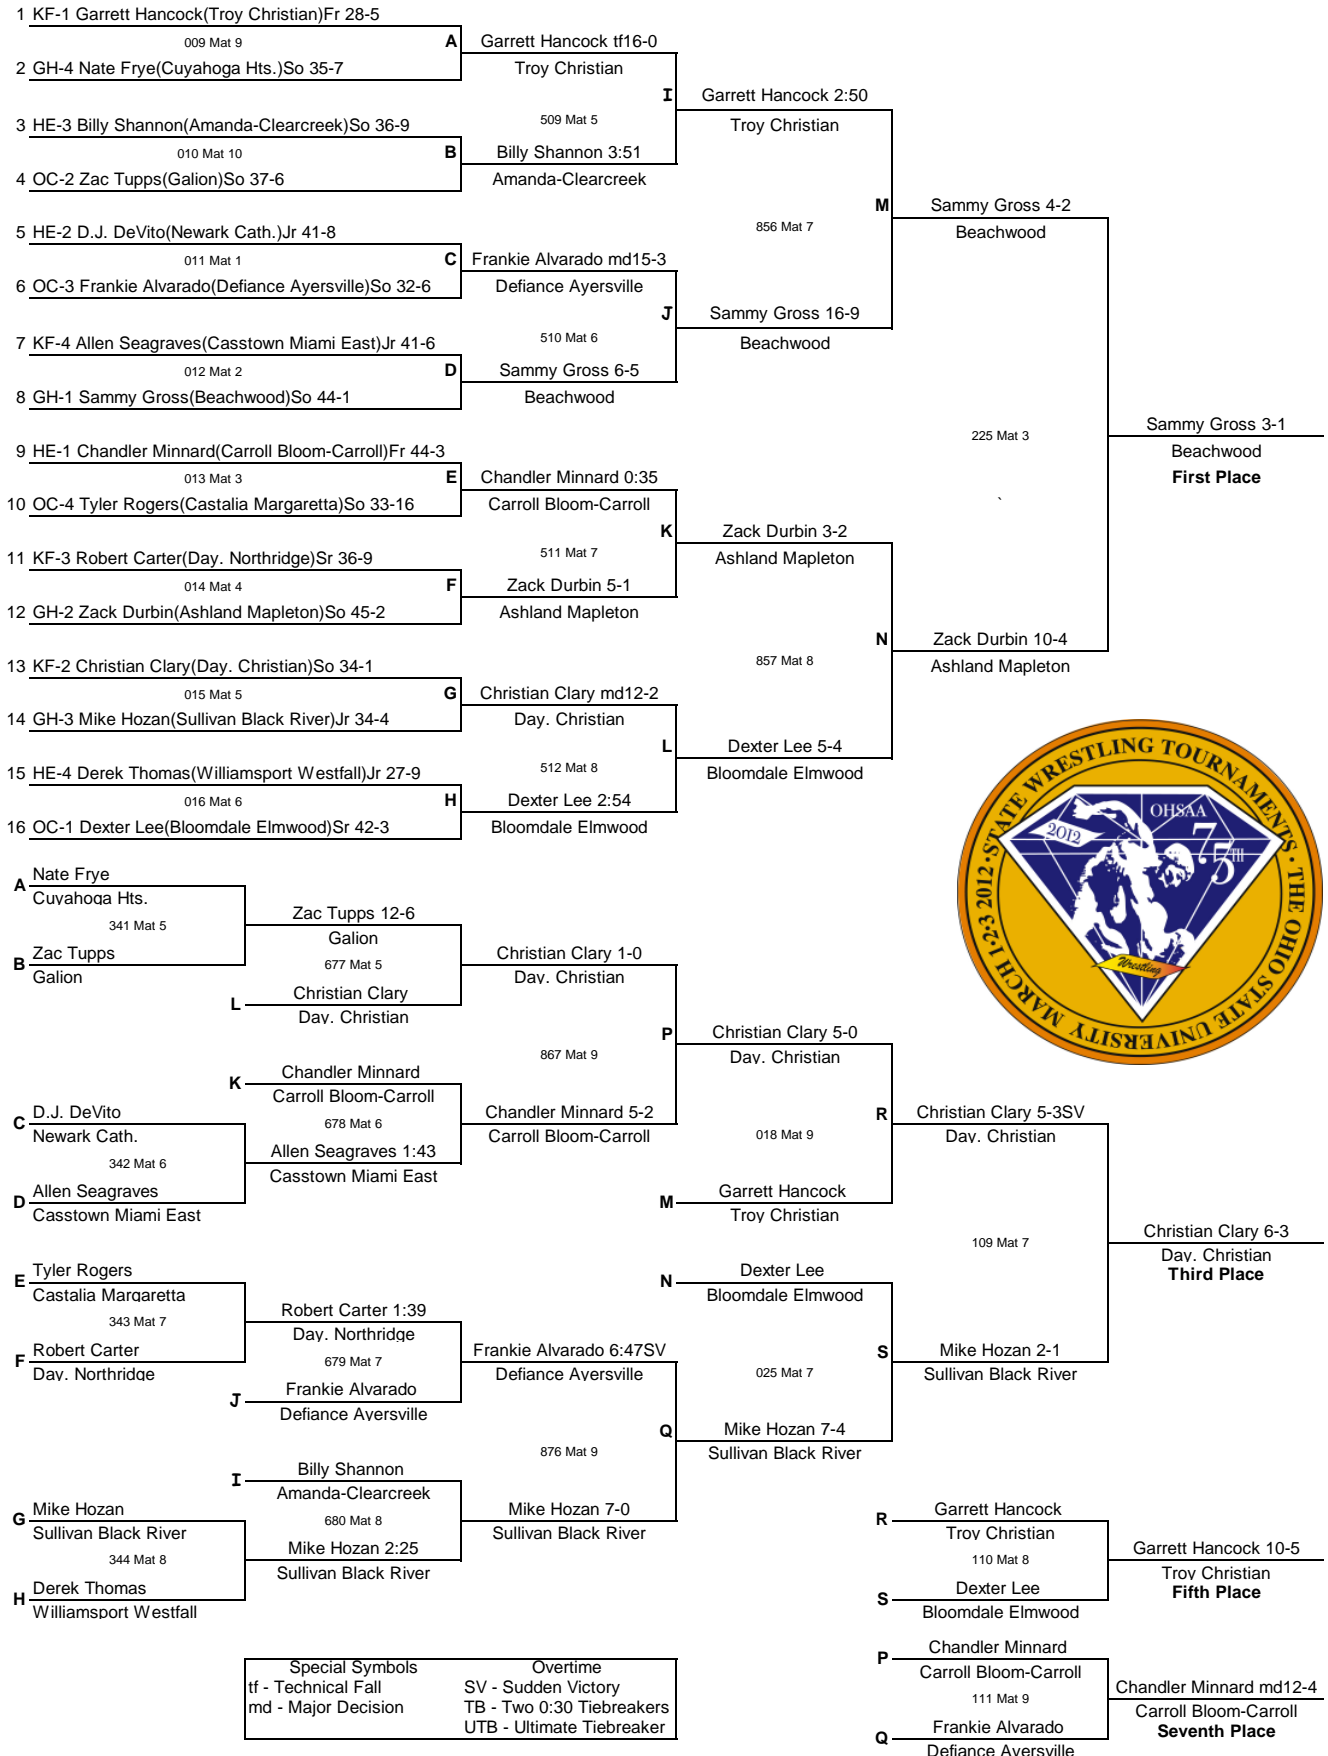 1 KF-1 Garrett Hancock(Troy Christian)Fr 28-5
009 Mat 9
A
2 GH-4 Nate Frye(Cuyahoga Hts.)So 35-7
Garrett Hancock tf16-0
Troy Christian
3 HE-3 Billy Shannon(Amanda-Clearcreek)So 36-9
010 Mat 10
B
4 OC-2 Zac Tupps(Galion)So 37-6
Billy Shannon 3:51
Amanda-Clearcreek
I
509 Mat 5
Garrett Hancock 2:50
Troy Christian
5 HE-2 D.J. DeVito(Newark Cath.)Jr 41-8
011 Mat 1
C
6 OC-3 Frankie Alvarado(Defiance Ayersville)So 32-6
Frankie Alvarado md15-3
Defiance Ayersville
7 KF-4 Allen Seagraves(Casstown Miami East)Jr 41-6
012 Mat 2
D
8 GH-1 Sammy Gross(Beachwood)So 44-1
Sammy Gross 6-5
Beachwood
J
510 Mat 6
Sammy Gross 16-9
Beachwood
M
856 Mat 7
Sammy Gross 4-2
Beachwood
9 HE-1 Chandler Minnard(Carroll Bloom-Carroll)Fr 44-3
013 Mat 3
E
10 OC-4 Tyler Rogers(Castalia Margaretta)So 33-16
Chandler Minnard 0:35
Carroll Bloom-Carroll
11 KF-3 Robert Carter(Day. Northridge)Sr 36-9
014 Mat 4
F
12 GH-2 Zack Durbin(Ashland Mapleton)So 45-2
Zack Durbin 5-1
Ashland Mapleton
K
511 Mat 7
Zack Durbin 3-2
Ashland Mapleton
13 KF-2 Christian Clary(Day. Christian)So 34-1
015 Mat 5
G
14 GH-3 Mike Hozan(Sullivan Black River)Jr 34-4
Christian Clary md12-2
Day. Christian
15 HE-4 Derek Thomas(Williamsport Westfall)Jr 27-9
016 Mat 6
H
16 OC-1 Dexter Lee(Bloomdale Elmwood)Sr 42-3
Dexter Lee 2:54
Bloomdale Elmwood
L
512 Mat 8
Dexter Lee 5-4
Bloomdale Elmwood
N
857 Mat 8
Zack Durbin 10-4
Ashland Mapleton
225 Mat 3
`
Sammy Gross 3-1
Beachwood
First Place
STATE WRESTLING TOURNAMENTS · THE OHIO STATE UNIVERSITY MARCH 1-2-3 2012 ·
OHSAA
2012
75TH
Wrestling
A
Nate Frye
Cuyahoga Hts.
341 Mat 5
B
Zac Tupps
Galion
Zac Tupps 12-6
Galion
677 Mat 5
L
Christian Clary
Day. Christian
Christian Clary 1-0
Day. Christian
K
Chandler Minnard
Carroll Bloom-Carroll
678 Mat 6
C
D.J. DeVito
Newark Cath.
342 Mat 6
D
Allen Seagraves
Casstown Miami East
Allen Seagraves 1:43
Casstown Miami East
Chandler Minnard 5-2
Carroll Bloom-Carroll
P
867 Mat 9
Christian Clary 5-0
Day. Christian
R
018 Mat 9
M
Garrett Hancock
Troy Christian
Christian Clary 5-3SV
Day. Christian
E
Tyler Rogers
Castalia Margaretta
343 Mat 7
F
Robert Carter
Day. Northridge
Robert Carter 1:39
Day. Northridge
679 Mat 7
J
Frankie Alvarado
Defiance Ayersville
Frankie Alvarado 6:47SV
Defiance Ayersville
I
Billy Shannon
Amanda-Clearcreek
680 Mat 8
G
Mike Hozan
Sullivan Black River
344 Mat 8
H
Derek Thomas
Williamsport Westfall
Mike Hozan 2:25
Sullivan Black River
Mike Hozan 7-0
Sullivan Black River
Q
876 Mat 9
Mike Hozan 7-4
Sullivan Black River
N
Dexter Lee
Bloomdale Elmwood
S
025 Mat 7
Mike Hozan 2-1
Sullivan Black River
109 Mat 7
Christian Clary 6-3
Day. Christian
Third Place
R
Garrett Hancock
Troy Christian
110 Mat 8
S
Dexter Lee
Bloomdale Elmwood
Garrett Hancock 10-5
Troy Christian
Fifth Place
P
Chandler Minnard
Carroll Bloom-Carroll
111 Mat 9
Q
Frankie Alvarado
Defiance Ayersville
Chandler Minnard md12-4
Carroll Bloom-Carroll
Seventh Place
Special Symbols
tf - Technical Fall
md - Major Decision
Overtime
SV - Sudden Victory
TB - Two 0:30 Tiebreakers
UTB - Ultimate Tiebreaker